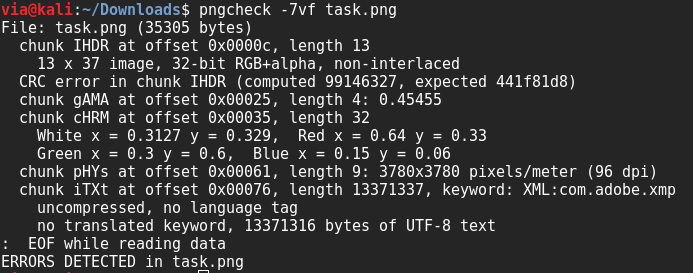 via@kali:~/Downloads$ pngcheck -7vf task.png
File: task.png (35305 bytes)
chunk IHDR at offset 0x0000c, length 13
13 x 37 image, 32-bit RGB+alpha, non-interlaced
CRC error in chunk IHDR (computed 99146327, expected 441f81d8)
chunk gAMA at offset 0x00025, length 4: 0.45455
chunk cHRM at offset 0x00035, length 32
White x = 0.3127 y = 0.329,  Red x = 0.64 y = 0.33
Green x = 0.3 y = 0.6,  Blue x = 0.15 y = 0.06
chunk pHYs at offset 0x00061, length 9: 3780x3780 pixels/meter (96 dpi)
chunk iTXt at offset 0x00076, length 13371337, keyword: XML:com.adobe.xmp
uncompressed, no language tag
no translated keyword, 13371316 bytes of UTF-8 text
:  EOF while reading data
ERRORS DETECTED in task.png